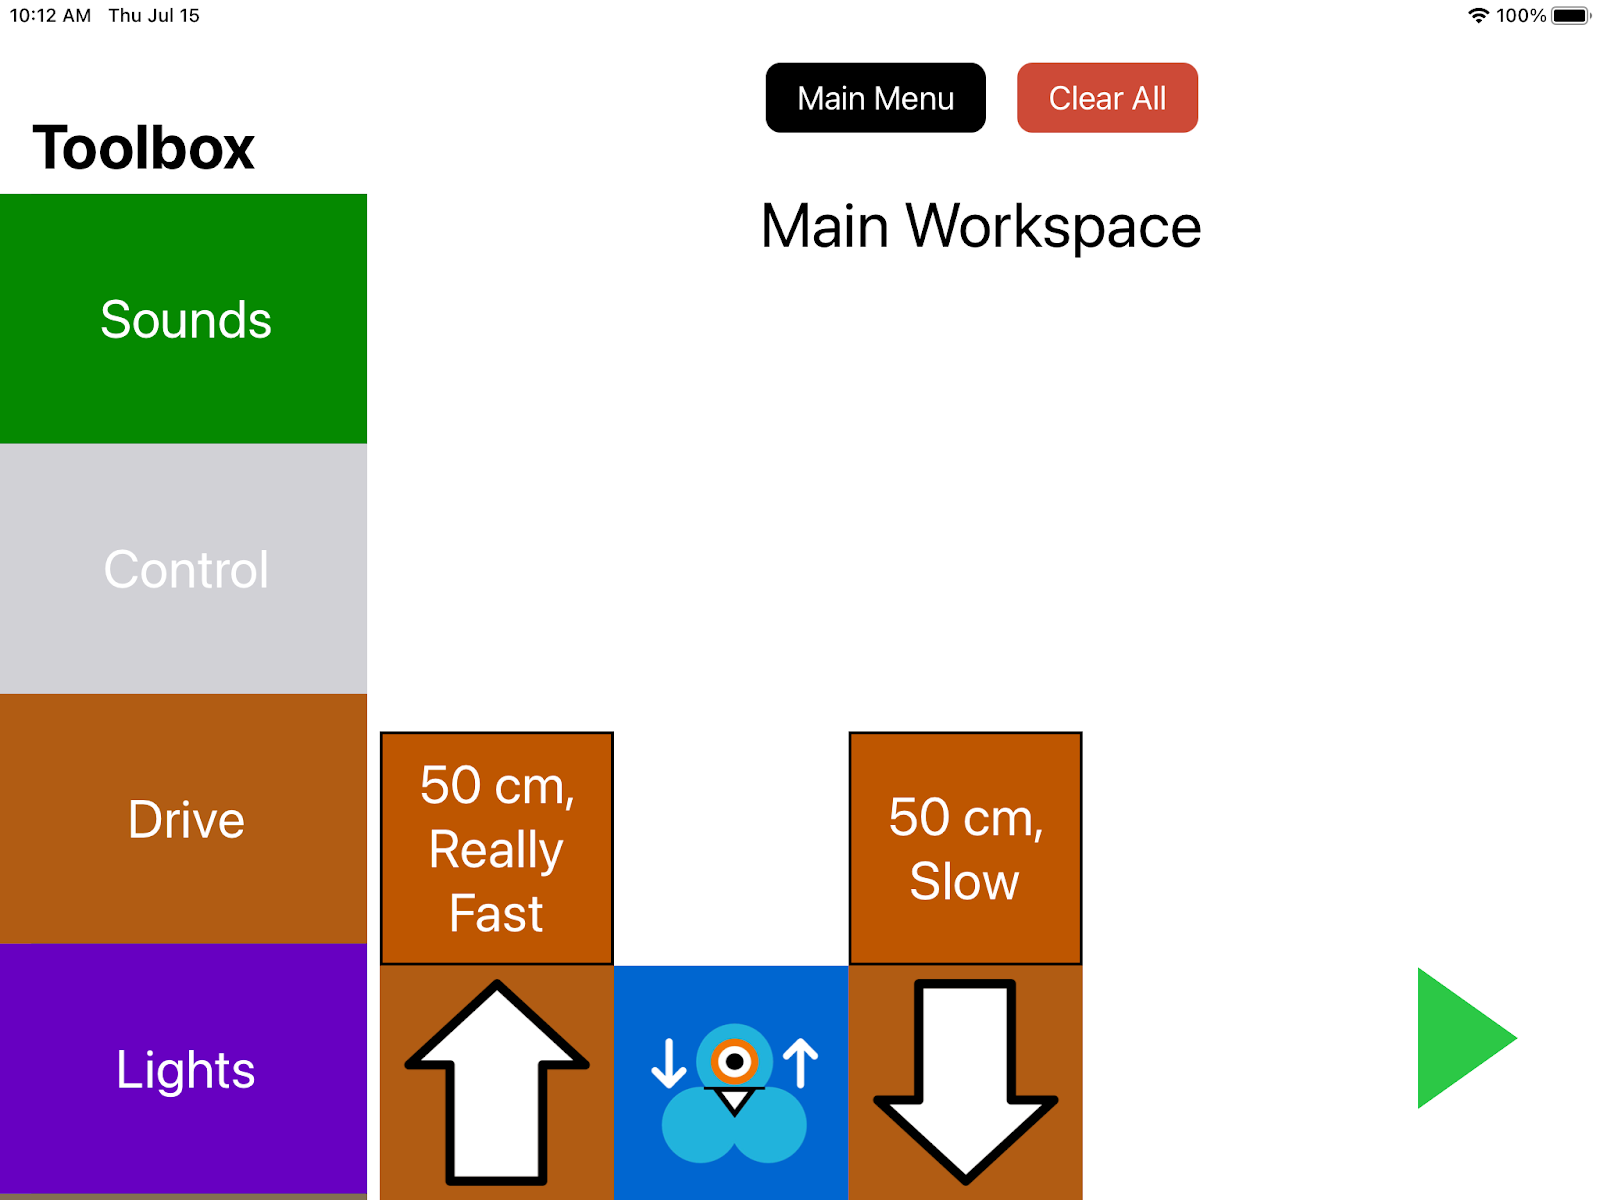 10:12 AM Thu Jul 15
100%
Main Menu
Clear All
Toolbox
Main Workspace
Sounds
Control
Drive
Lights
50 cm,
Really
Fast
50 cm,
Slow